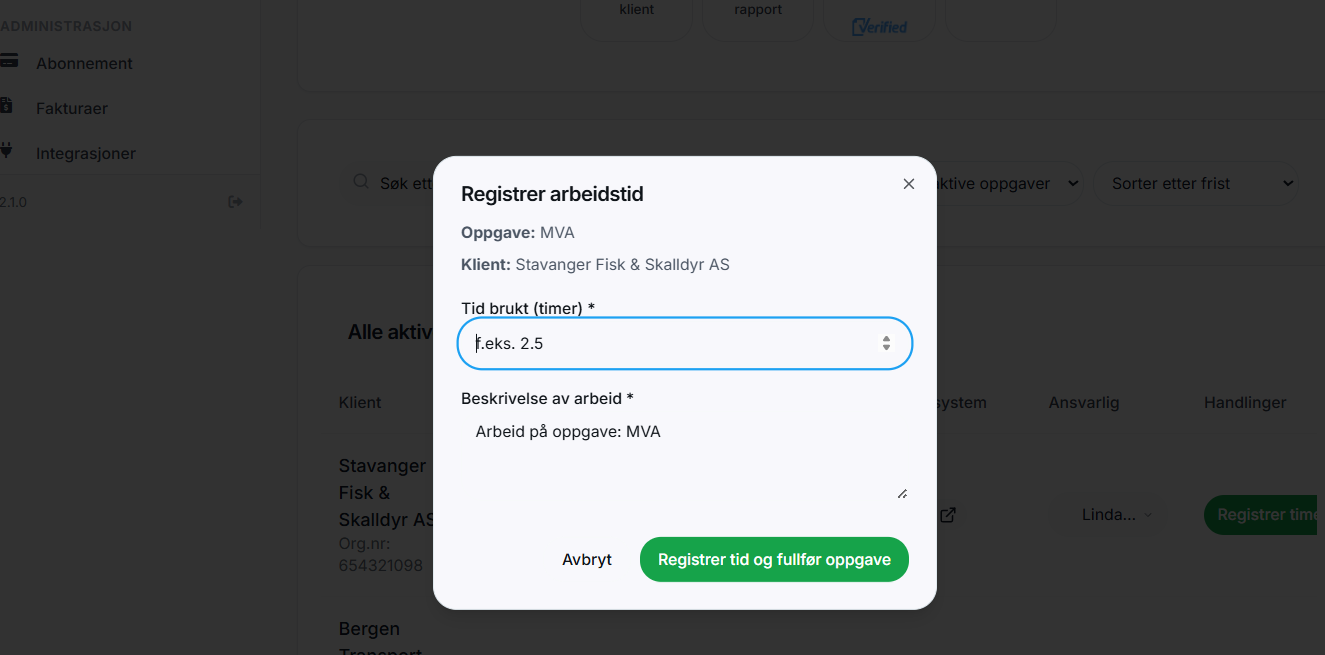 klient
rapport
Verified
ADMINISTRASJON
Abonnement
Fakturaer
Integrasjoner
2.1.0
Søk ett
ktive oppgaver
Sorter etter frist
Registrer arbeidstid
Oppgave: MVA
Klient: Stavanger Fisk & Skalldyr AS
Tid brukt (timer) *
f.eks. 2.5
Beskrivelse av arbeid *
Arbeid på oppgave: MVA
Avbryt
Registrer tid og fullfør oppgave
Alle aktiv
Klient
system
Ansvarlig
Handlinger
Stavanger
Fisk &
Skalldyr AS
Org.nr:
654321098
Linda...
Registrer time
Bergen
Transport